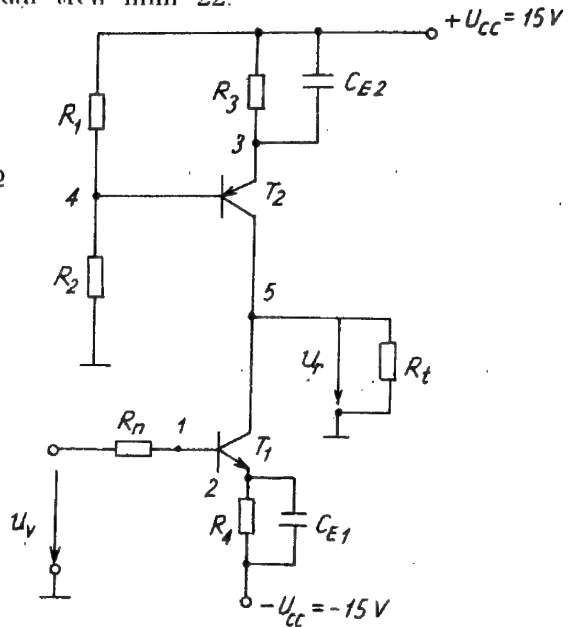 +U_CC = 15 V
R_3
C_E2
R_1
3
4
T_2
R_2
5
U_r
R_t
R_n
1
T_1
2
u_v
R_4
C_E1
-U_CC = -15 V